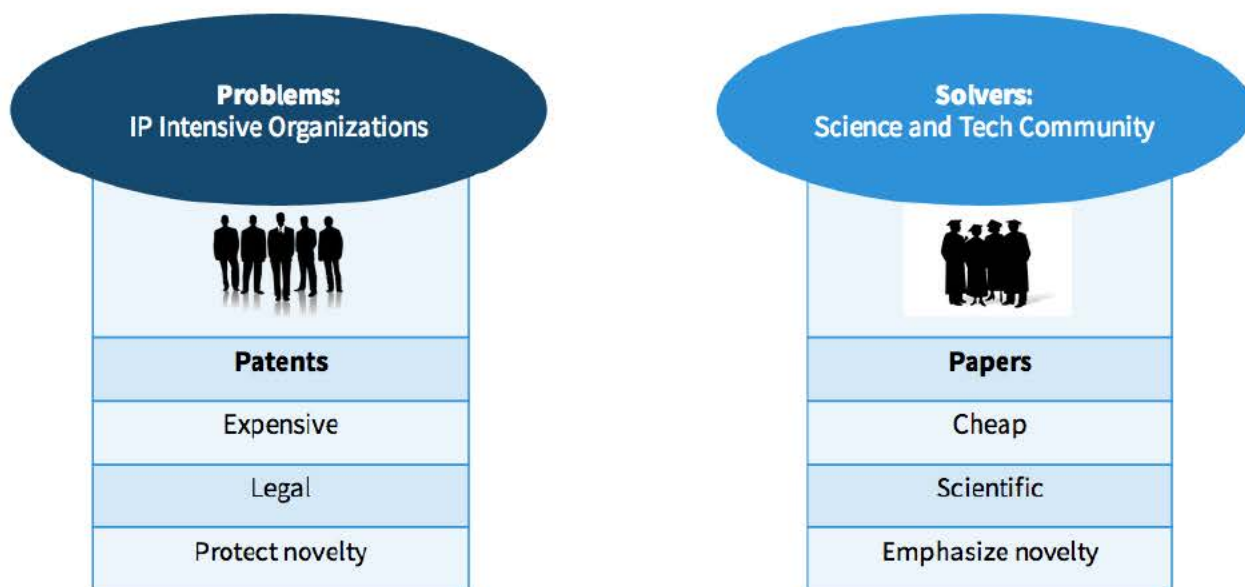 Problems:
IP Intensive Organizations
Patents
Expensive
Legal
Protect novelty
Solvers:
Science and Tech Community
Papers
Cheap
Scientific
Emphasize novelty